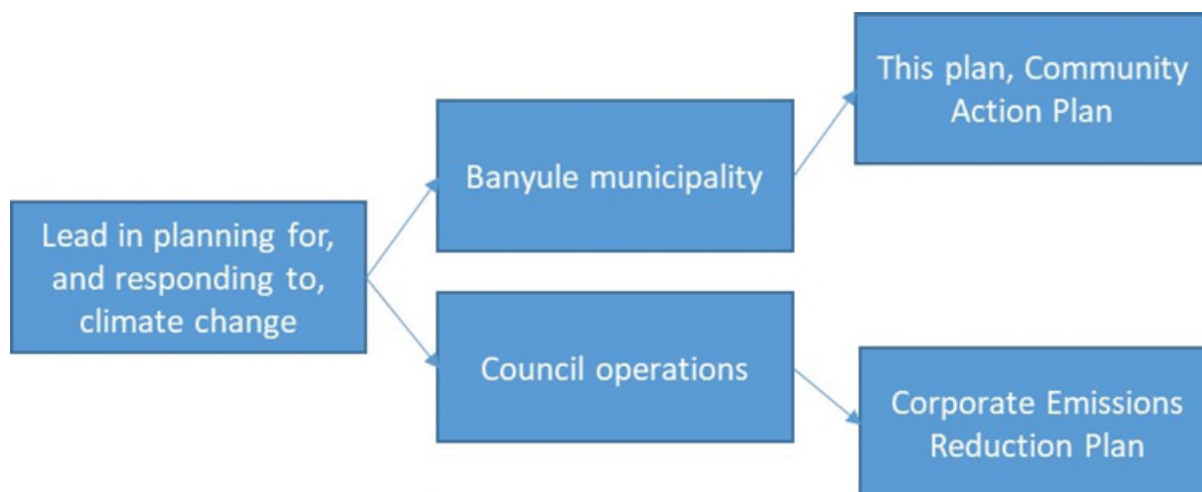 This plan, Community
Action Plan
Banyule municipality
Lead in planning for,
and responding to,
climate change
Council operations
Corporate Emissions
Reduction Plan